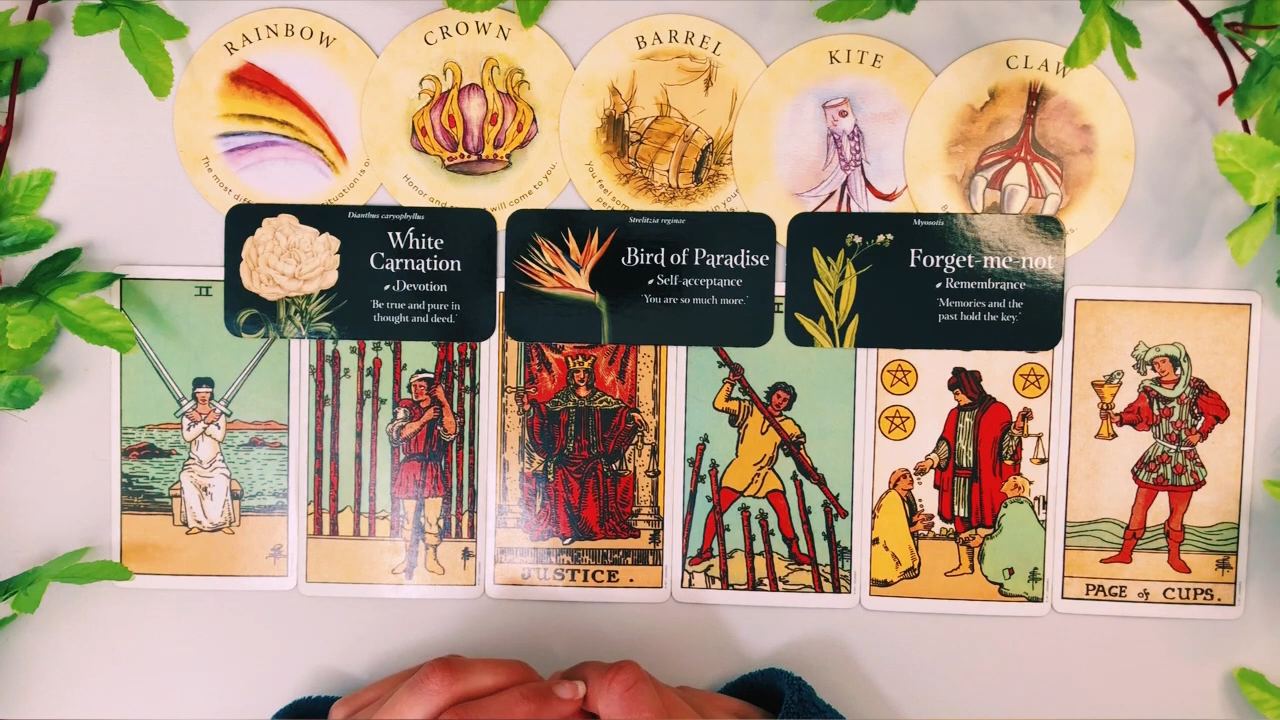 RAINBOW
CROWN
BARREL
KITE
CLAW
The most
Honor and
will come to you.
You feel
in your
Dianthus caryophyllus
White
Carnation
Devotion
'Be true and pure in
thought and deed.'
Strelitzia reginae
Bird of Paradise
Self-acceptance
'You are so much more.'
Myosotis
Forget-me-not
Remembrance
'Memories and the
past hold the key.'
II
JUSTICE.
PAGE of CUPS.